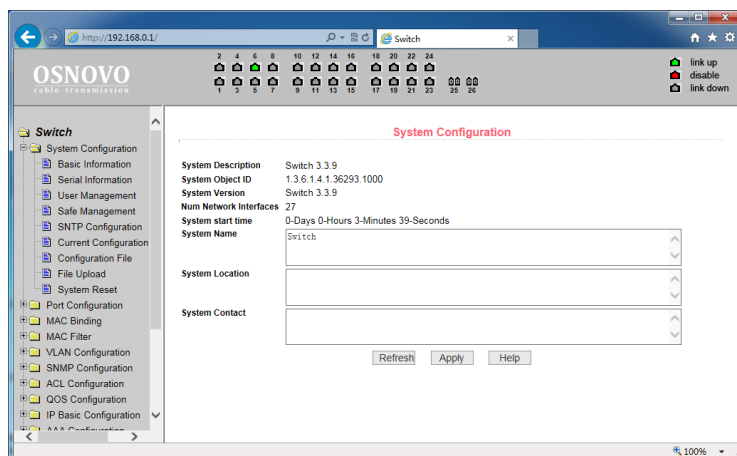 http://192.168.0.1/
Switch
2 4 6 8 10 12 14 16 18 20 22 24
1 3 5 7 9 11 13 15 17 19 21 23 25 26
OSNOVO
cable transmission
link up
disable
link down
Switch
System Configuration
Basic Information
Serial Information
User Management
Safe Management
SNTP Configuration
Current Configuration
Configuration File
File Upload
System Reset
Port Configuration
MAC Binding
MAC Filter
VLAN Configuration
SNMP Configuration
ACL Configuration
QOS Configuration
IP Basic Configuration
AAA Configuration
System Configuration
System Description Switch 3.3.9
System Object ID 1.3.6.1.4.1.36293.1000
System Version Switch 3.3.9
Num Network Interfaces 27
System start time 0-Days 0-Hours 3-Minutes 39-Seconds
System Name Switch
System Location
System Contact
Refresh Apply Help
100%